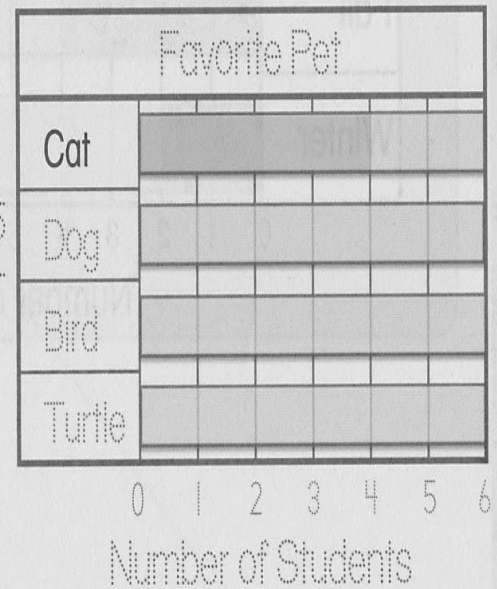 Favorite Pet
Cat
Dog
Bird
Turtle
0 1 2 3 4 5 6
Number of Students